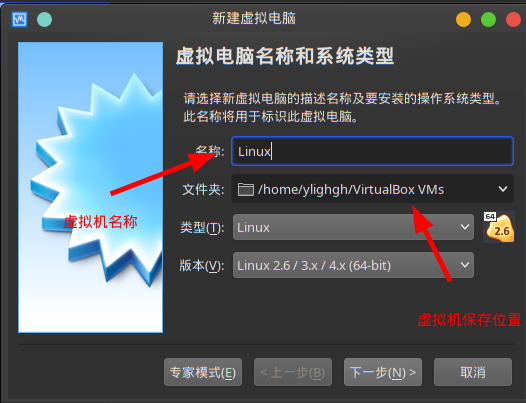 新建虚拟电脑
虚拟电脑名称和系统类型
请选择新虚拟电脑的描述名称及要安装的操作系统类型。
此名称将用于标识此虚拟电脑。
名称: Linux
文件夹: /home/ylighgh/VirtualBox VMs
虚拟机名称
类型(T): Linux
64
2.6
版本(V): Linux 2.6 / 3.x / 4.x (64-bit)
虚拟机保存位置
专家模式(E) < 上一步(B) 下一步(N) > 取消